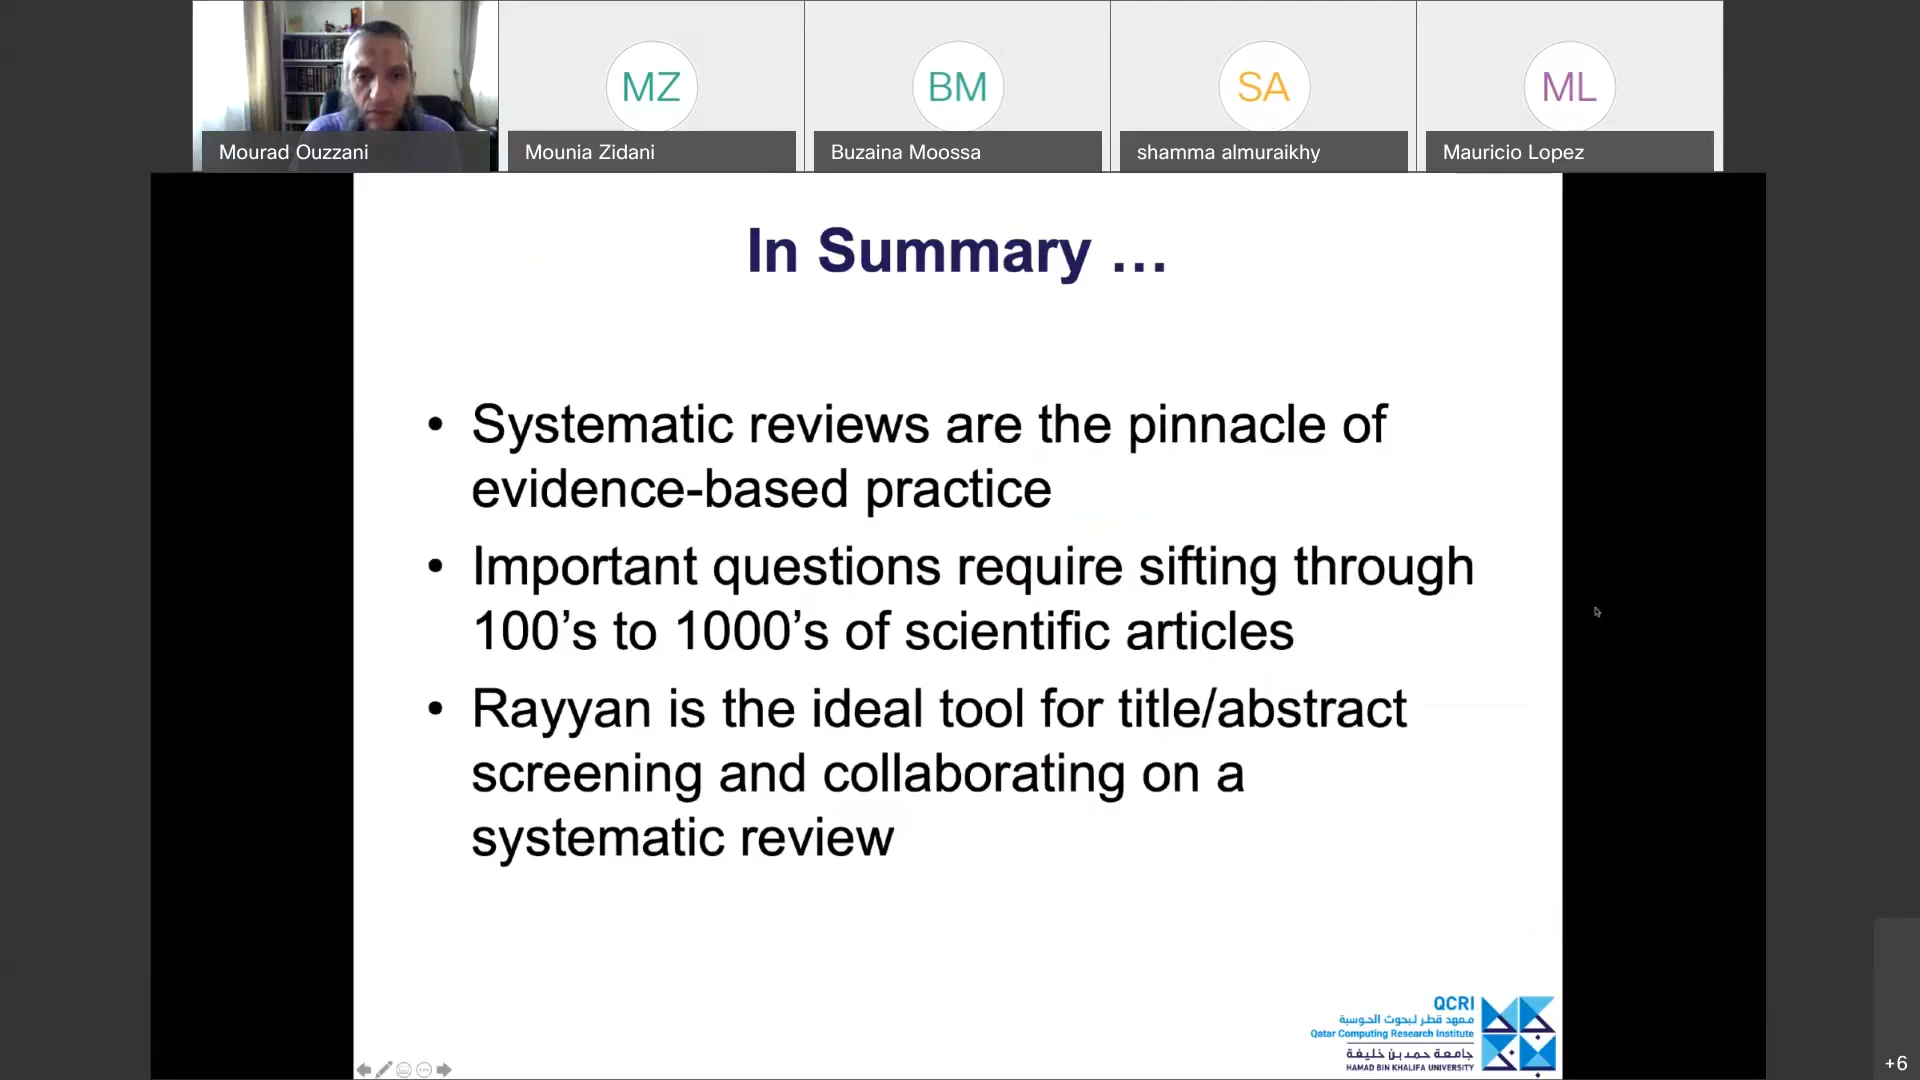 MZ
BM
SA
ML
Mourad Ouzzani
Mounia Zidani
Buzaina Moossa
shamma almuraikhy
Mauricio Lopez
In Summary ...
• Systematic reviews are the pinnacle of
evidence-based practice
• Important questions require sifting through
100’s to 1000’s of scientific articles
• Rayyan is the ideal tool for title/abstract
screening and collaborating on a
systematic review
QCRI
معهد قطر لبحوث الحوسبة
Qatar Computing Research Institute
جامعة حمد بن خليفة
HAMAD BIN KHALIFA UNIVERSITY
+6